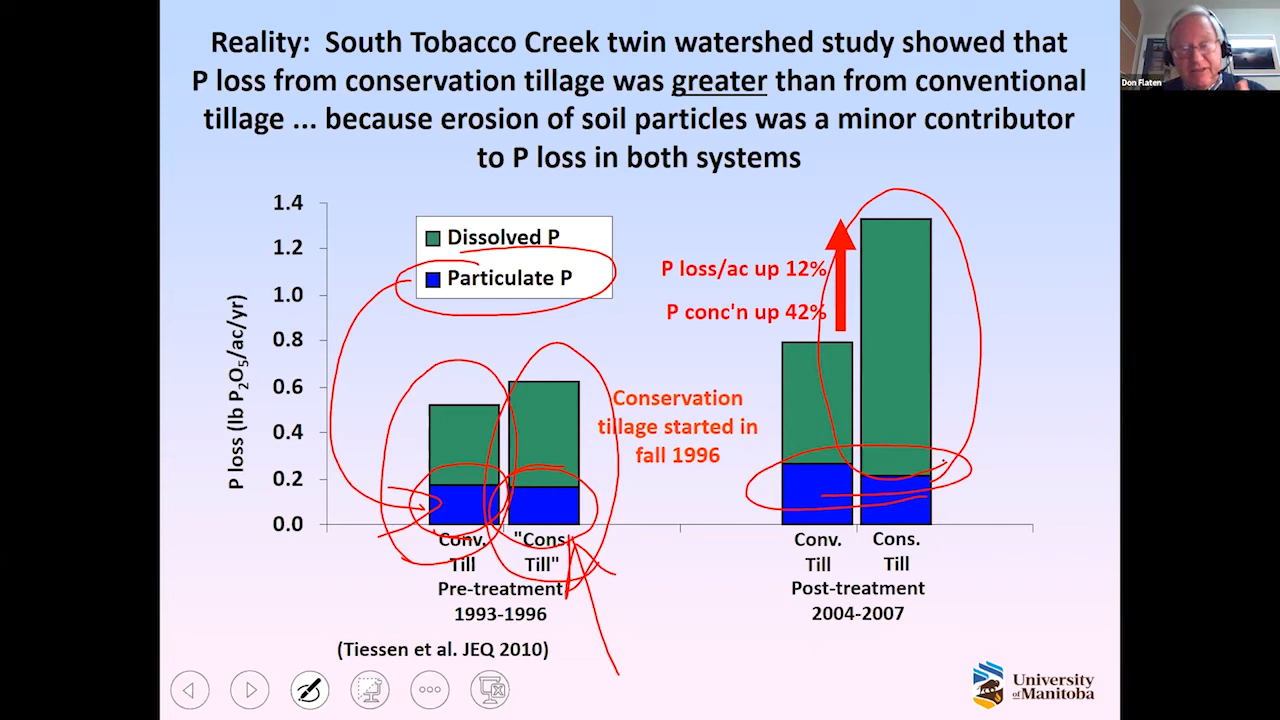 Reality: South Tobacco Creek twin watershed study showed that
P loss from conservation tillage was greater than from conventional
tillage ... because erosion of soil particles was a minor contributor
to P loss in both systems
Don Flaten
P loss (lb P2O5/ac/yr)
1.4
1.2
1.0
0.8
0.6
0.4
0.2
0.0
Dissolved P
Particulate P
P loss/ac up 12%
P conc'n up 42%
Conservation
tillage started in
fall 1996
Conv.
Till
"Cons
Till"
Pre-treatment
1993-1996
Conv.
Till
Cons.
Till
Post-treatment
2004-2007
(Tiessen et al. JEQ 2010)
University
of Manitoba